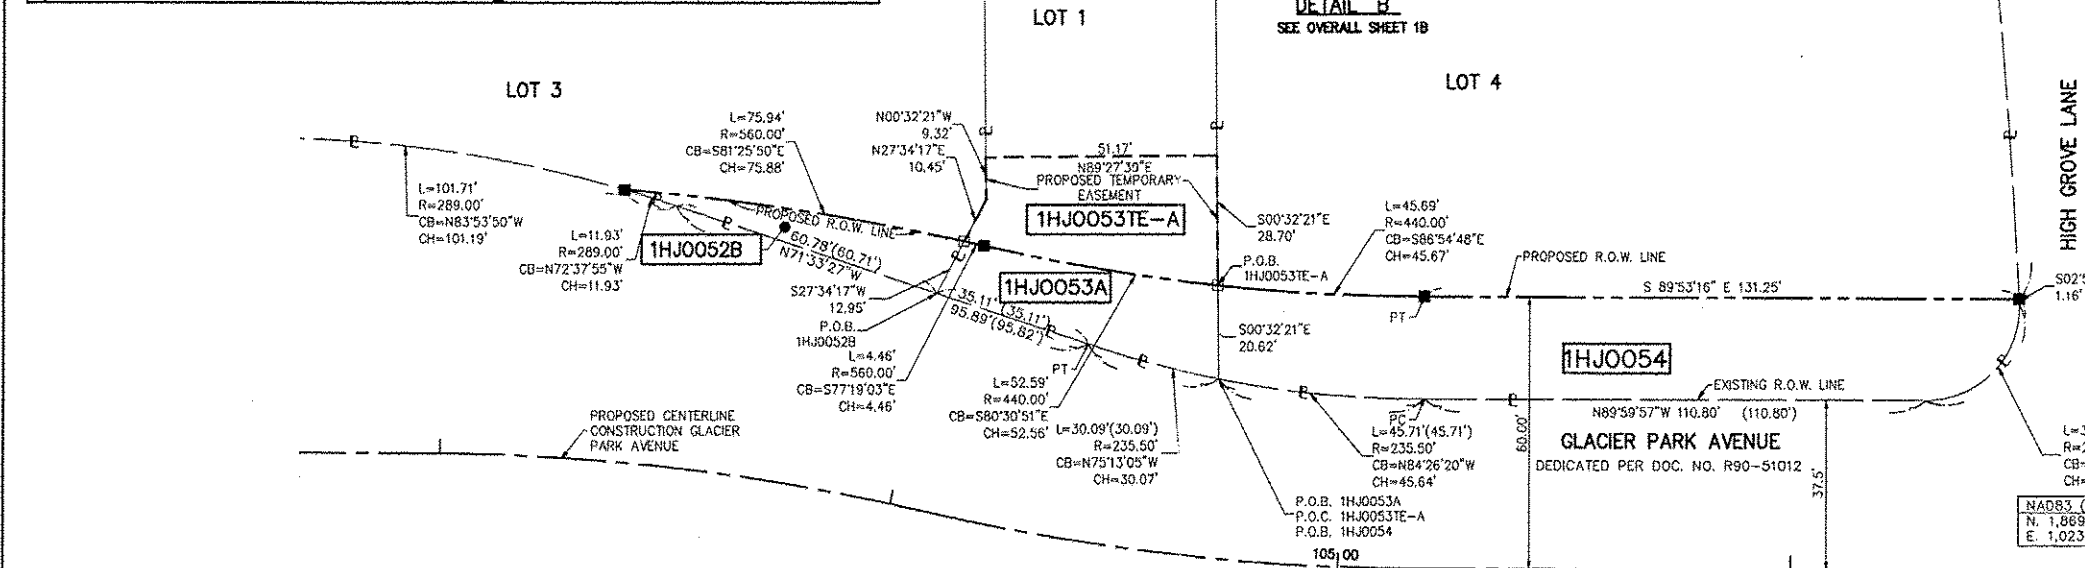 LOT 1
DETAIL B
SEE OVERALL SHEET 1B
LOT 3
LOT 4
HIGH GROVE LANE
L=75.94'
R=560.00'
CB=S81°25'50"E
CH=75.88'
N00°32'21"W
9.32'
N27°34'17"E
10.45'
51.17'
N89°27'39"E
PROPOSED TEMPORARY
EASEMENT
1HJ0053TE-A
L=101.71'
R=289.00'
CB=N83°53'50"W
CH=101.19'
PROPOSED R.O.W. LINE
L=11.93'
R=289.00'
CB=N72°37'55"W
CH=11.93'
1HJ0052B
60.78'(60.71')
N71°33'27"W
S27°34'17"W
12.95'
P.O.B.
1HJ0052B
1HJ0053A
35.11'(35.11')
95.89'(95.82')
S00°32'21"E
28.70'
P.O.B.
1HJ0053TE-A
L=45.69'
R=440.00'
CB=S86°54'48"E
CH=45.67'
PROPOSED R.O.W. LINE
S 89°53'16" E 131.25'
1.16'
PT
S00°32'21"E
20.62'
L=4.46'
R=560.00'
CB=S77°19'03"E
CH=4.46'
PT
L=52.59'
R=440.00'
CB=S80°30'51"E
CH=52.56'
L=30.09'(30.09')
R=235.50'
CB=N75°13'05"W
CH=30.07'
1HJ0054
EXISTING R.O.W. LINE
N89°59'57"W 110.80' (110.80')
PC
L=45.71'(45.71')
R=235.50'
CB=N84°26'20"W
CH=45.64'
60.00'
GLACIER PARK AVENUE
DEDICATED PER DOC. NO. R90-51012
37.5'
PROPOSED CENTERLINE
CONSTRUCTION GLACIER
PARK AVENUE
P.O.B. 1HJ0053A
P.O.C. 1HJ0053TE-A
P.O.B. 1HJ0054
105+00
CB=
CH=
NAD83 (
N. 1,869
E. 1,023